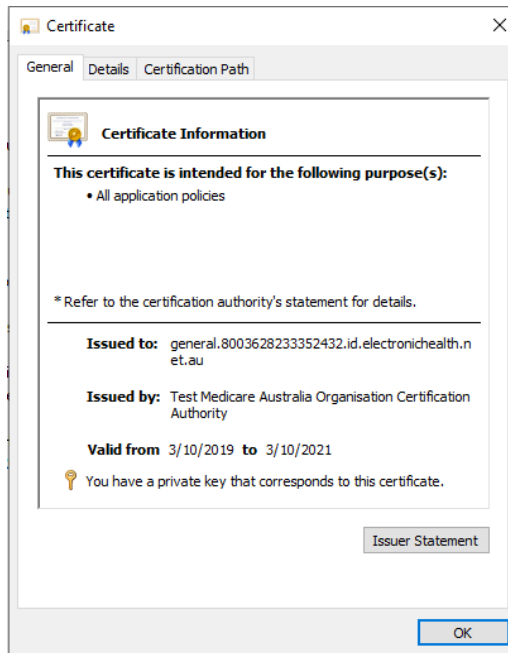 Certificate
General Details Certification Path
Certificate Information
This certificate is intended for the following purpose(s):
• All application policies
* Refer to the certification authority's statement for details.
Issued to: general.8003628233352432.id.electronichealth.n
et.au
Issued by: Test Medicare Australia Organisation Certification
Authority
Valid from 3/10/2019 to 3/10/2021
You have a private key that corresponds to this certificate.
Issuer Statement
OK